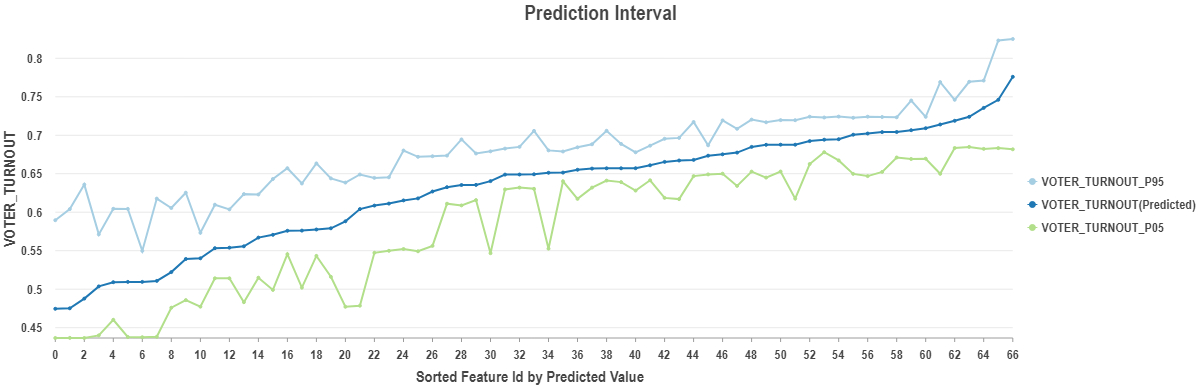 Prediction Interval
VOTER_TURNOUT
0.8
0.75
0.7
0.65
0.6
0.55
0.5
0.45
0 2 4 6 8 10 12 14 16 18 20 22 24 26 28 30 32 34 36 38 40 42 44 46 48 50 52 54 56 58 60 62 64 66
Sorted Feature Id by Predicted Value
VOTER_TURNOUT_P95
VOTER_TURNOUT(Predicted)
VOTER_TURNOUT_P05